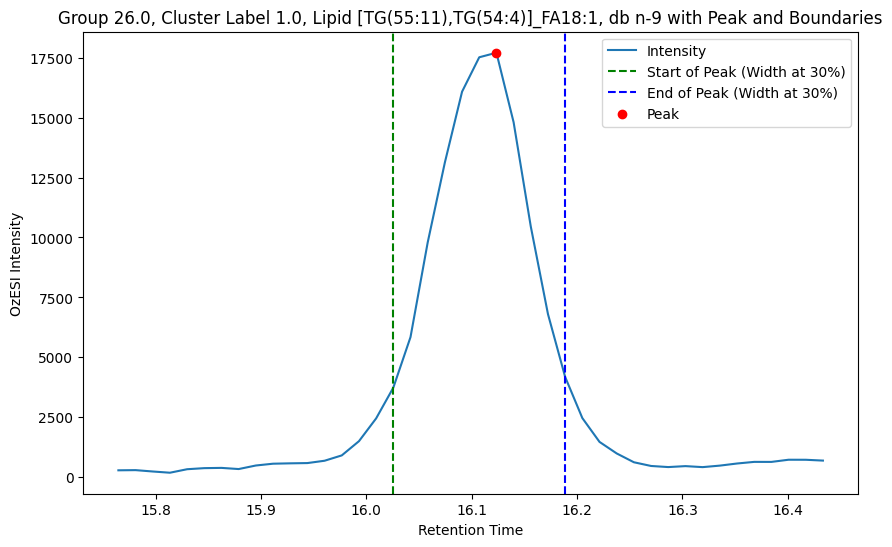 Group 26.0, Cluster Label 1.0, Lipid [TG(55:11),TG(54:4)]_FA18:1, db n-9 with Peak and Boundaries
Intensity
Start of Peak (Width at 30%)
End of Peak (Width at 30%)
Peak
OzESI Intensity
17500
15000
12500
10000
7500
5000
2500
0
15.8 15.9 16.0 16.1 16.2 16.3 16.4
Retention Time